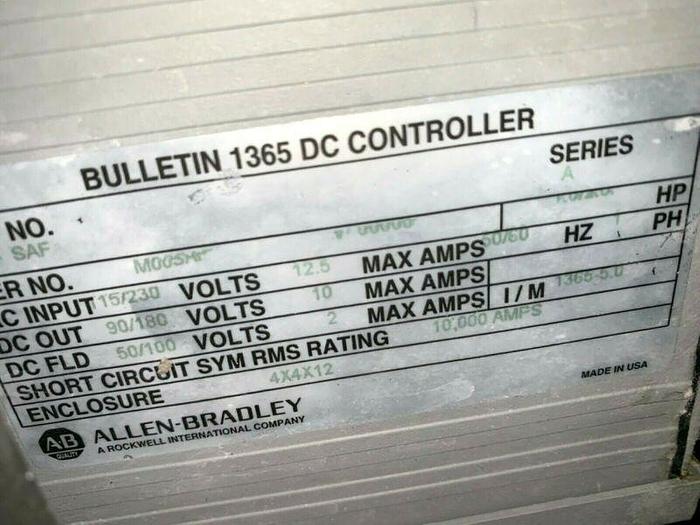 BULLETIN 1365 DC CONTROLLER
NO. SERIES
SAF A
HP
ER NO.
C INPUT 15/230 VOLTS 12.5 MAX AMPS 50/60 HZ 1 PH
DC OUT 90/180 VOLTS 10 MAX AMPS
DC FLD 50/100 VOLTS 2 MAX AMPS I/M 1365-5.0
SHORT CIRCUIT SYM RMS RATING 10,000 AMPS
ENCLOSURE 4X4X12
AB
QUALITY
ALLEN-BRADLEY
A ROCKWELL INTERNATIONAL COMPANY
MADE IN USA